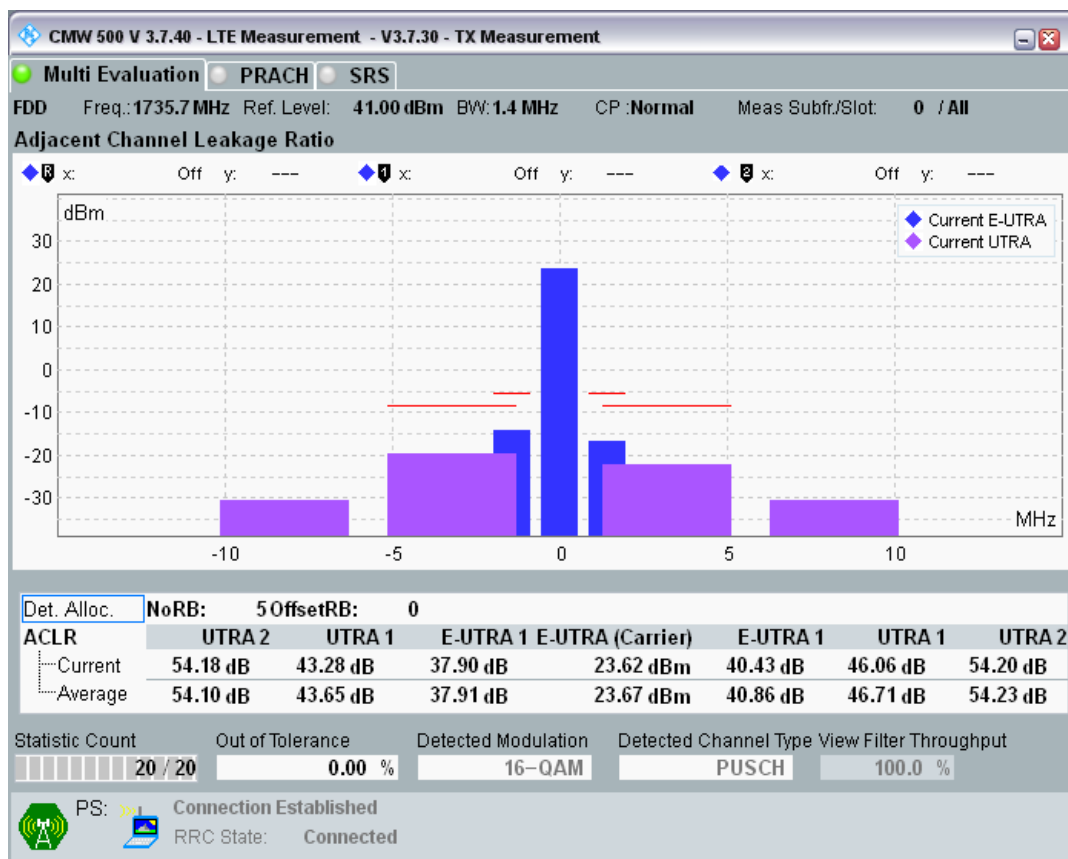 CMW 500 V 3.7.40 - LTE Measurement - V3.7.30 - TX Measurement
Multi Evaluation PRACH SRS
FDD Freq.: 1735.7 MHz Ref. Level: 41.00 dBm BW: 1.4 MHz CP :Normal Meas Subfr./Slot: 0 / All
Adjacent Channel Leakage Ratio
R x: Off y: --- 1 x: Off y: --- 2 x: Off y: ---
dBm
Current E-UTRA
Current UTRA
30
20
10
0
-10
-20
-30
MHz
-10 -5 0 5 10
Det. Alloc. NoRB: 5 OffsetRB: 0
ACLR UTRA 2 UTRA 1 E-UTRA 1 E-UTRA (Carrier) E-UTRA 1 UTRA 1 UTRA 2
Current 54.18 dB 43.28 dB 37.90 dB 23.62 dBm 40.43 dB 46.06 dB 54.20 dB
Average 54.10 dB 43.65 dB 37.91 dB 23.67 dBm 40.86 dB 46.71 dB 54.23 dB
Statistic Count Out of Tolerance Detected Modulation Detected Channel Type View Filter Throughput
20 / 20 0.00 % 16-QAM PUSCH 100.0 %
PS: Connection Established
RRC State: Connected